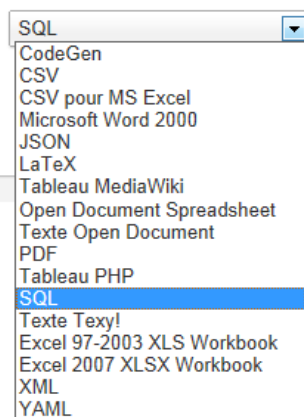 SQL
CodeGen
CSV
CSV pour MS Excel
Microsoft Word 2000
JSON
LaTeX
Tableau MediaWiki
Open Document Spreadsheet
Texte Open Document
PDF
Tableau PHP
SQL
Texte Texy!
Excel 97-2003 XLS Workbook
Excel 2007 XLSX Workbook
XML
YAML